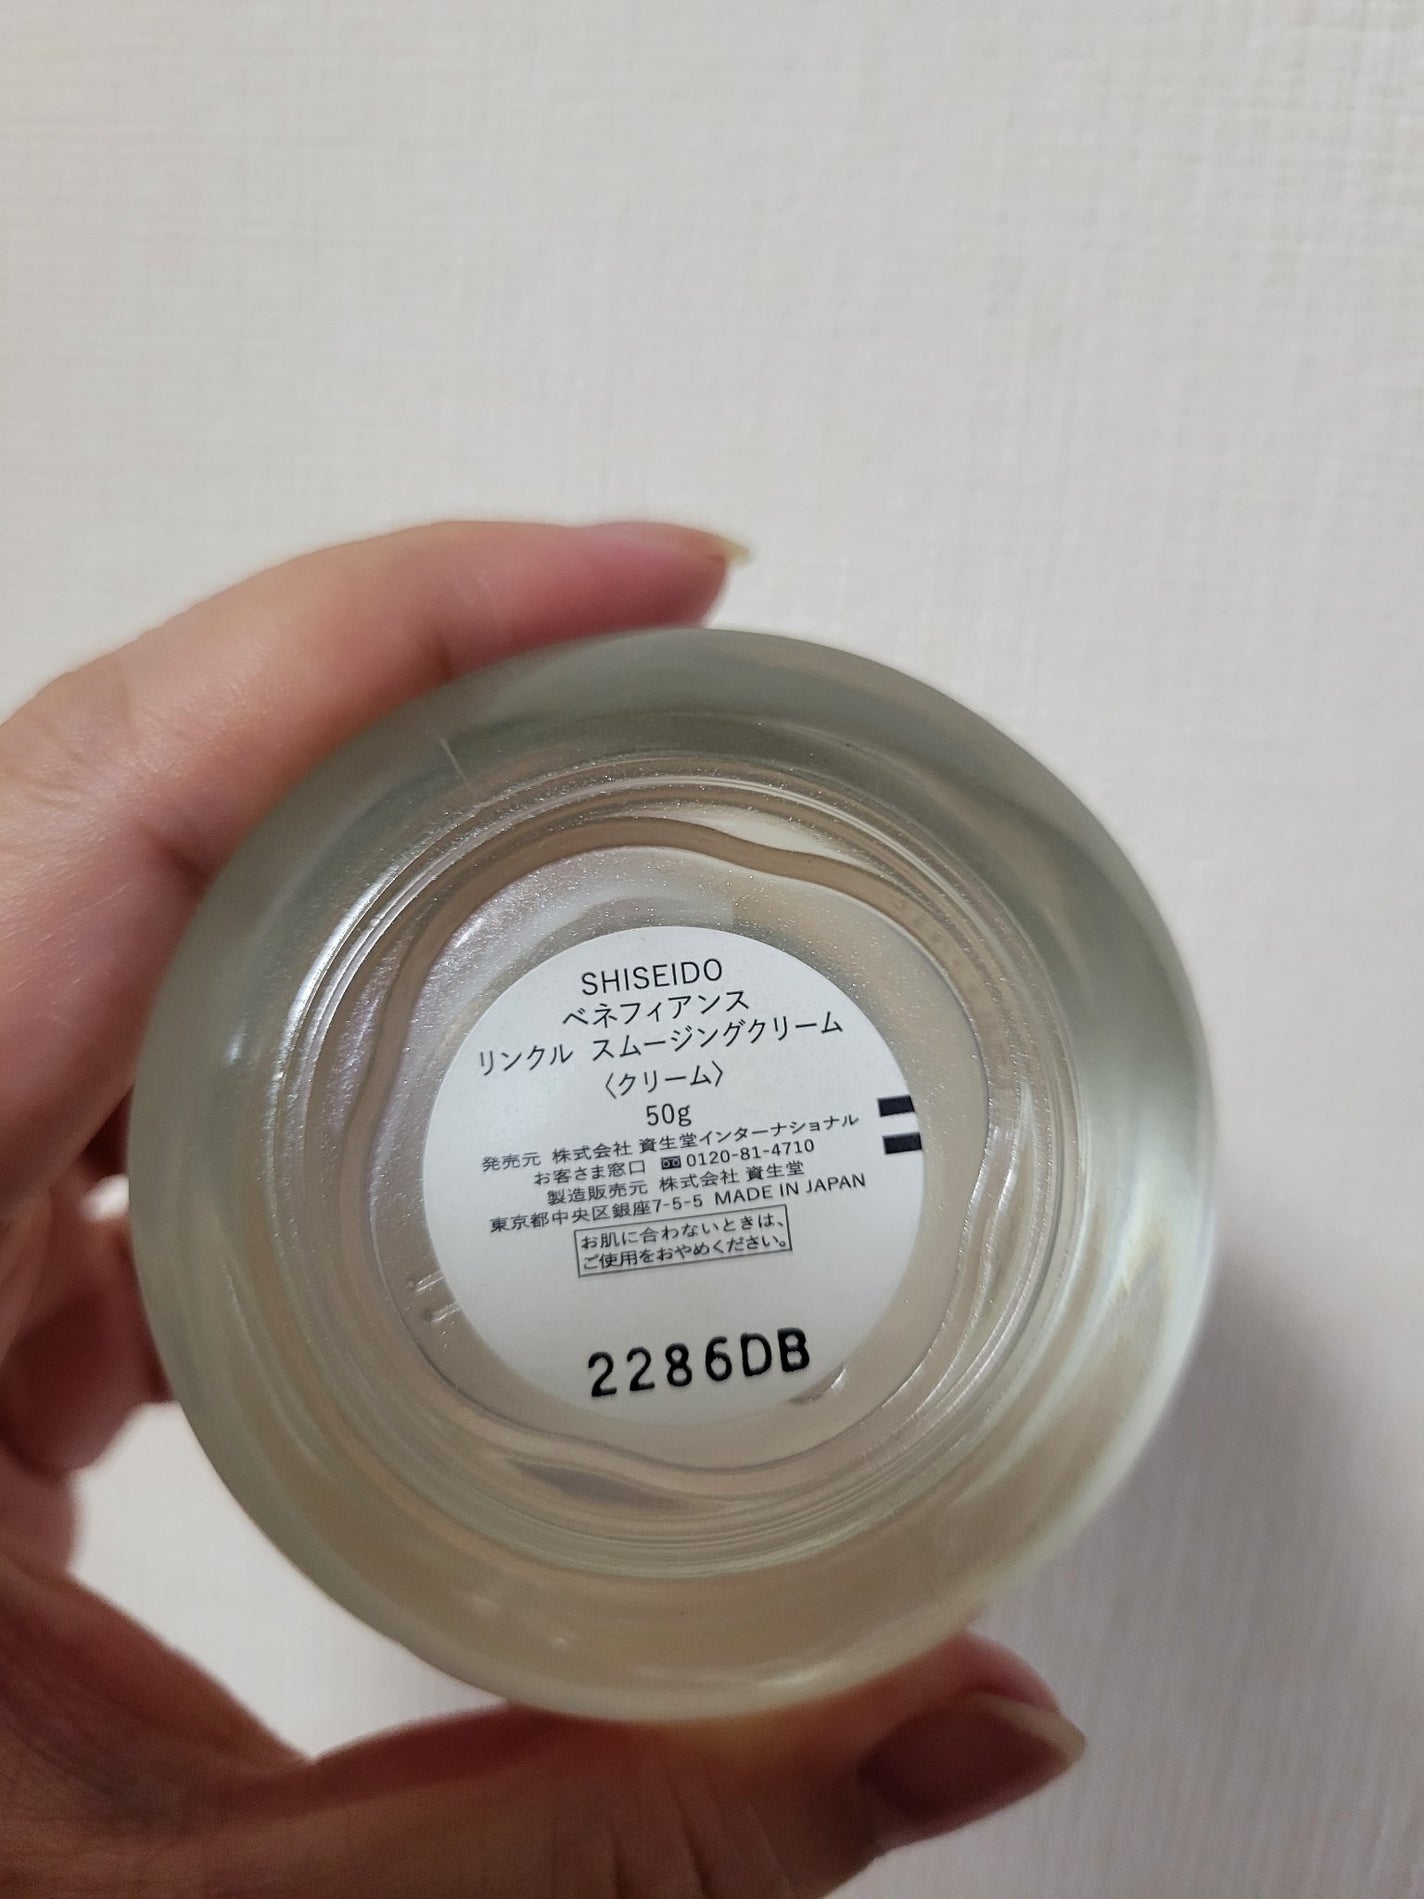 SHISEIDO
ベネフィアンス
リンクル スムージングクリーム
〈クリーム〉
50g
発売元 株式会社 資生堂インターナショナル
お客さま窓口 0120-81-4710
製造販売元 株式会社 資生堂
東京都中央区銀座7-5-5 MADE IN JAPAN
お肌に合わないときは、
ご使用をおやめください。
2286DB